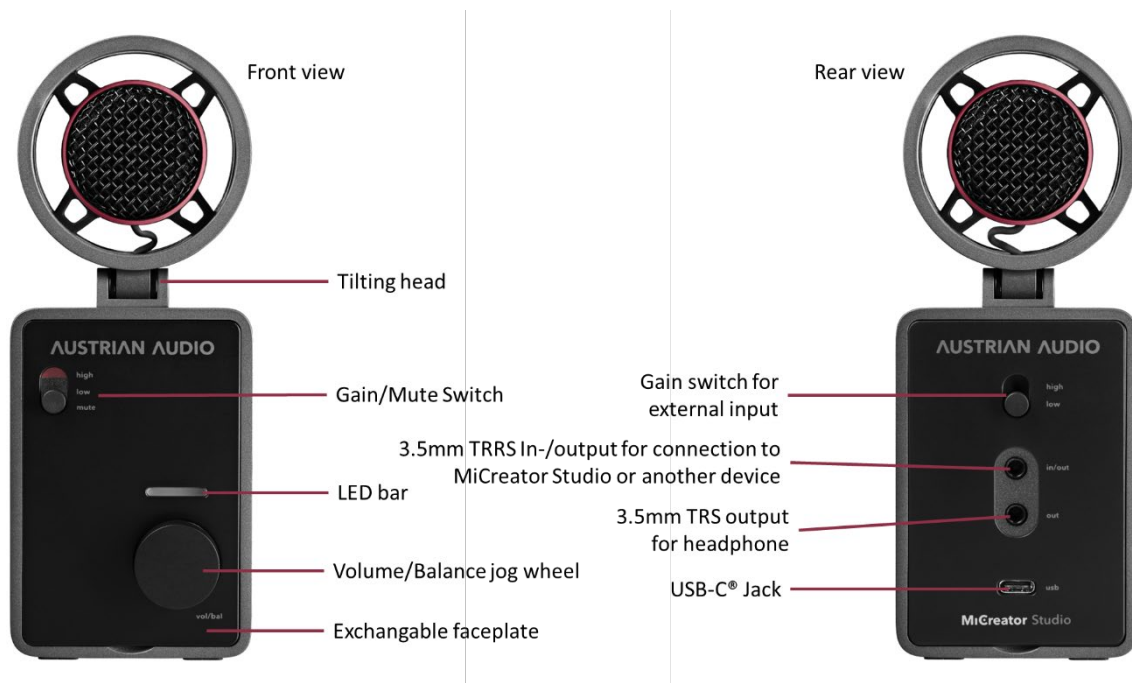 Front view
Tilting head
AUSTRIAN AUDIO
high
low
mute
Gain/Mute Switch
LED bar
Volume/Balance jog wheel
vol/bal
Exchangable faceplate
Rear view
AUSTRIAN AUDIO
Gain switch for
external input
high
low
3.5mm TRRS In-/output for connection to
MiCreator Studio or another device
in/out
3.5mm TRS output
for headphone
out
USB-C® Jack
usb
MiCreator Studio